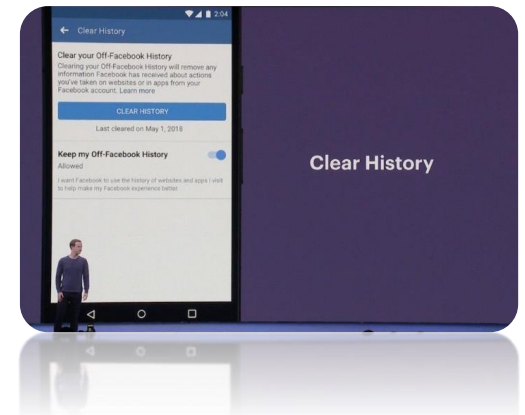 2:04
Clear History
Clear your Off-Facebook History
Clearing your Off-Facebook History will remove any
information Facebook has received about actions
you've taken on websites or in apps from your
Facebook account. Learn more
CLEAR HISTORY
Last cleared on May 1, 2018
Keep my Off-Facebook History
Allowed
I want Facebook to use the history of websites and apps I visit
to help make my Facebook experience better.
Clear History